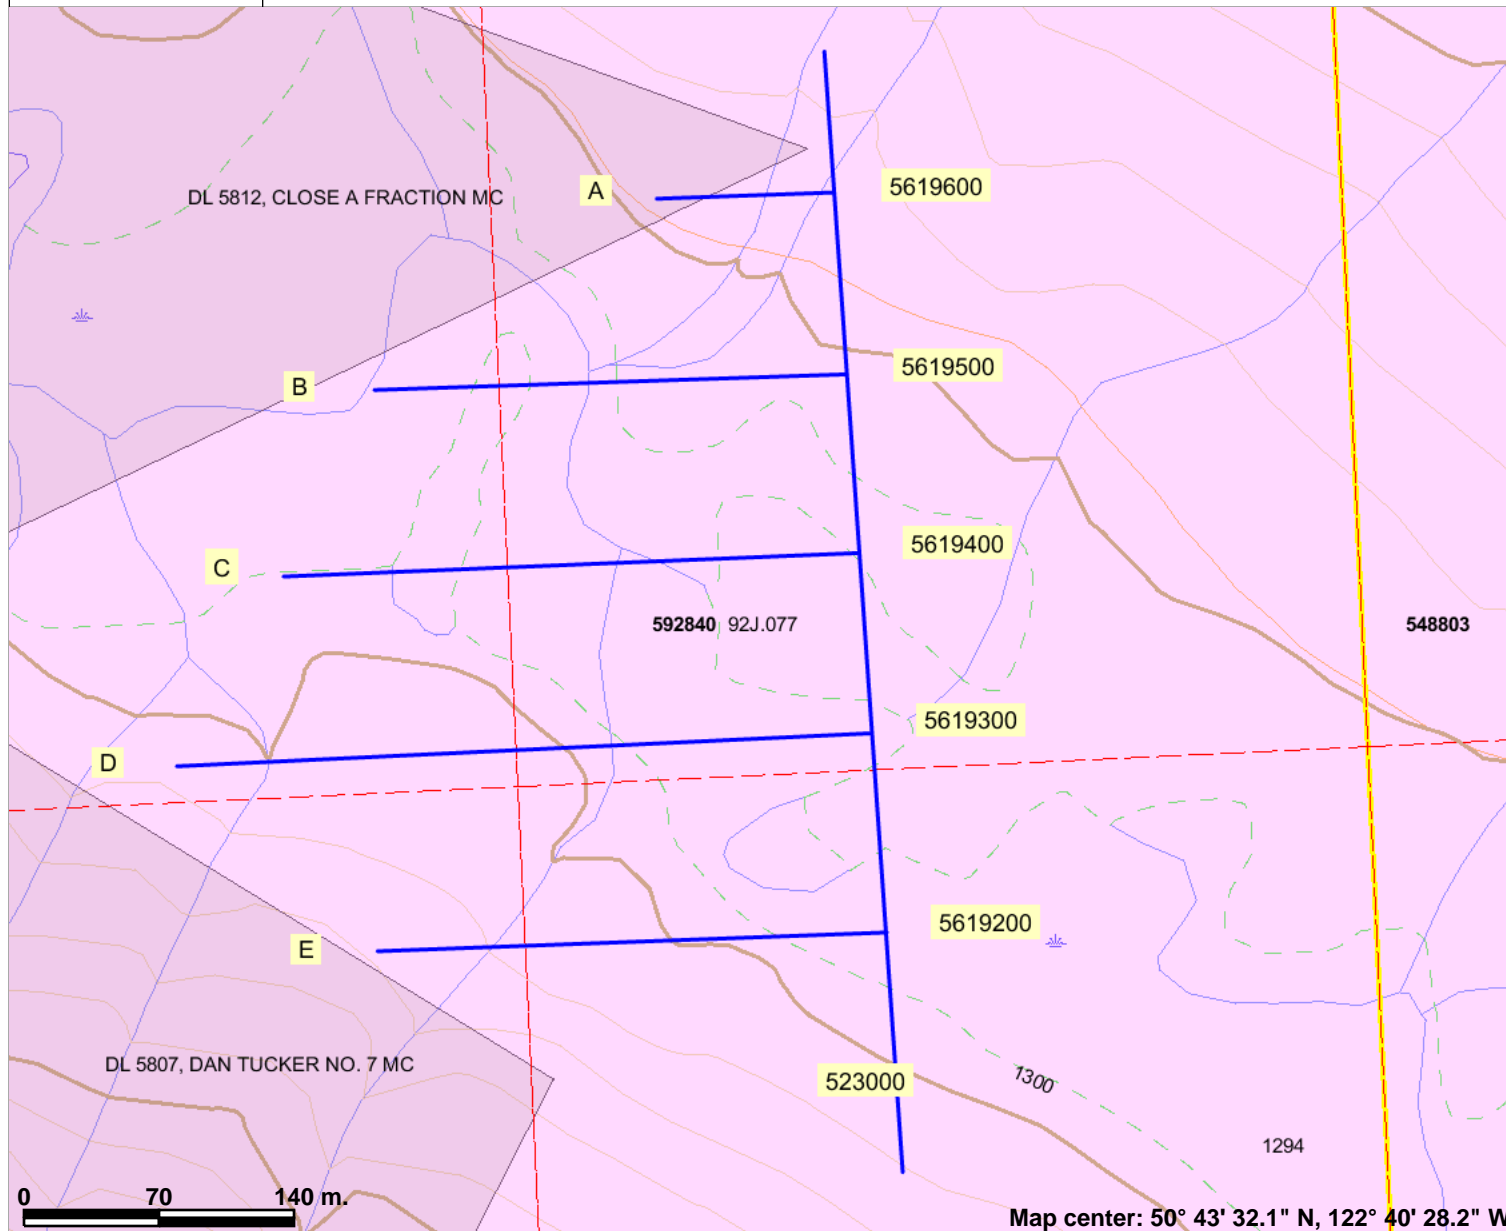 DL 5812, CLOSE A FRACTION MC
A
5619600
B
5619500
C
5619400
592840 92J.077
548803
D
5619300
E
5619200
DL 5807, DAN TUCKER NO. 7 MC
523000
1300
1294
0 70 140 m.
Map center: 50° 43' 32.1" N, 122° 40' 28.2" W